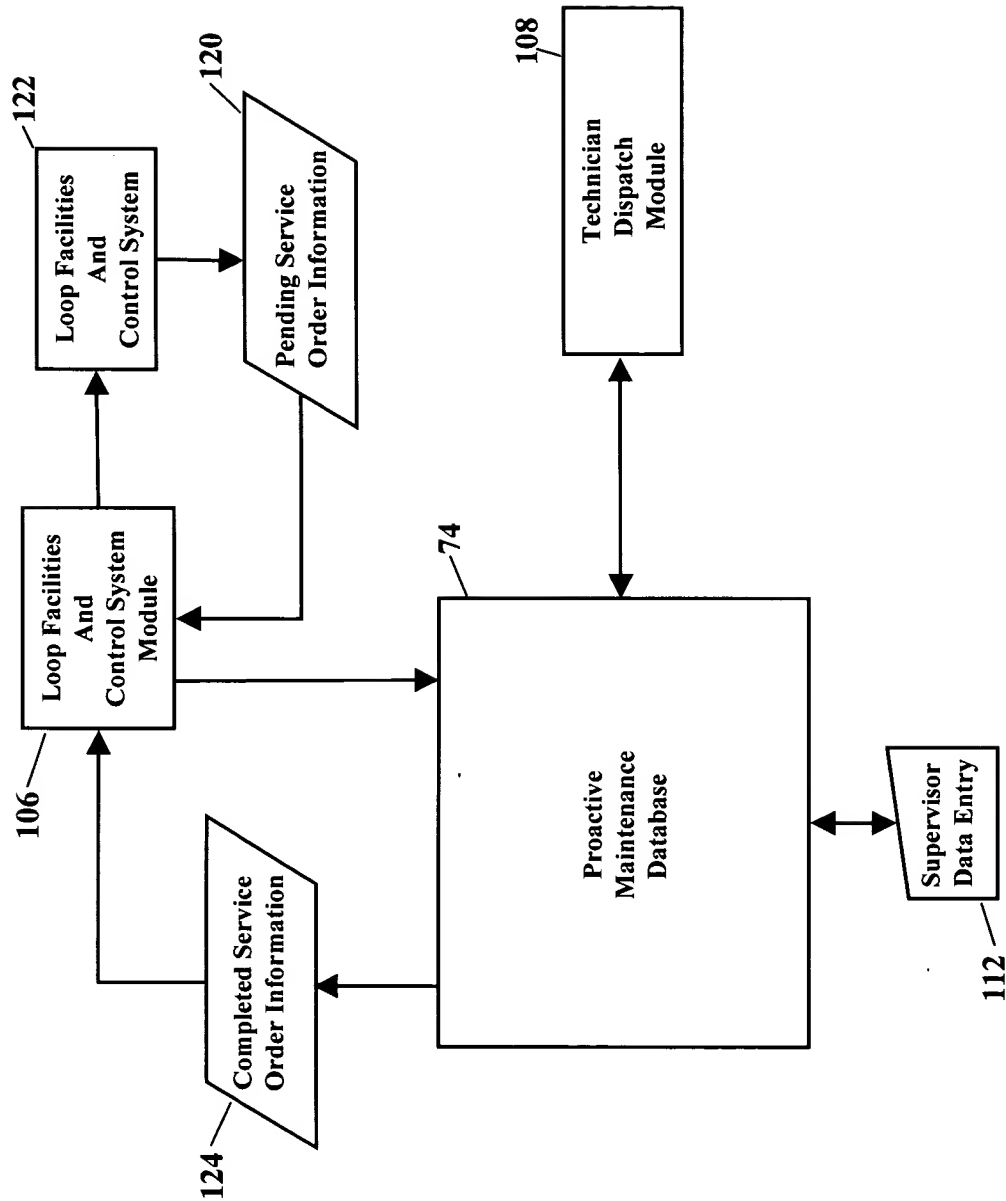 122
Loop Facilities
And
Control System
120
Pending Service
Order Information
108
Technician
Dispatch
Module
106
Loop Facilities
And
Control System
Module
74
Proactive
Maintenance
Database
124
Completed Service
Order Information
Supervisor
Data Entry
112